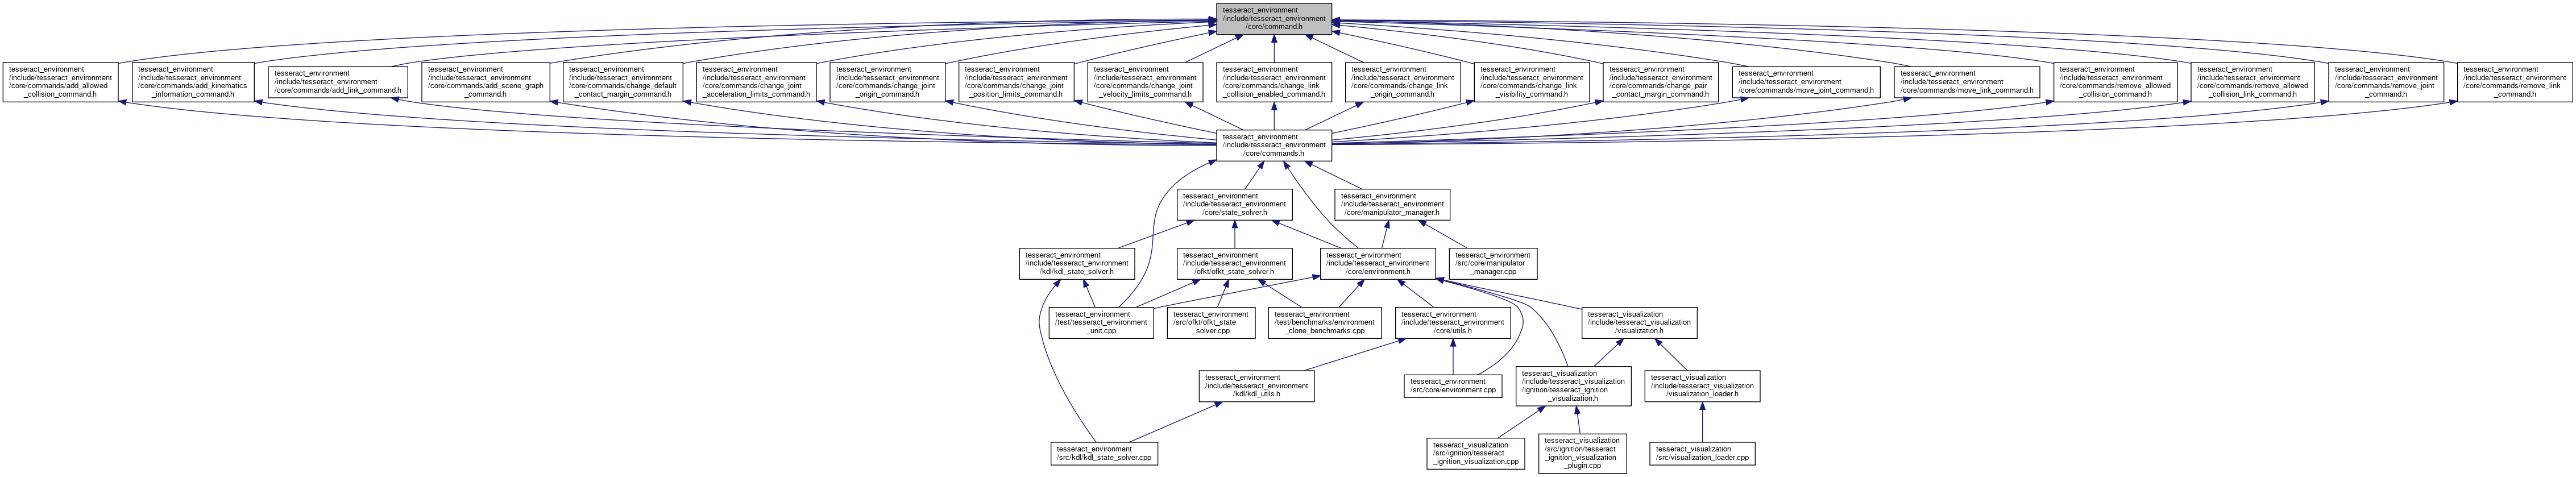 tesseract_environment
/include/tesseract_environment
/core/command.h
tesseract_environment
/include/tesseract_environment
/core/commands/add_allowed
_collision_command.h
tesseract_environment
/include/tesseract_environment
/core/commands/add_kinematics
_information_command.h
tesseract_environment
/include/tesseract_environment
/core/commands/add_link_command.h
tesseract_environment
/include/tesseract_environment
/core/commands/add_scene_graph
_command.h
tesseract_environment
/include/tesseract_environment
/core/commands/change_default
_contact_margin_command.h
tesseract_environment
/include/tesseract_environment
/core/commands/change_joint
_acceleration_limits_command.h
tesseract_environment
/include/tesseract_environment
/core/commands/change_joint
_origin_command.h
tesseract_environment
/include/tesseract_environment
/core/commands/change_joint
_position_limits_command.h
tesseract_environment
/include/tesseract_environment
/core/commands/change_joint
_velocity_limits_command.h
tesseract_environment
/include/tesseract_environment
/core/commands/change_link
_collision_enabled_command.h
tesseract_environment
/include/tesseract_environment
/core/commands/change_link
_origin_command.h
tesseract_environment
/include/tesseract_environment
/core/commands/change_link
_visibility_command.h
tesseract_environment
/include/tesseract_environment
/core/commands/change_pair
_contact_margin_command.h
tesseract_environment
/include/tesseract_environment
/core/commands/move_joint_command.h
tesseract_environment
/include/tesseract_environment
/core/commands/move_link_command.h
tesseract_environment
/include/tesseract_environment
/core/commands/remove_allowed
_collision_command.h
tesseract_environment
/include/tesseract_environment
/core/commands/remove_allowed
_collision_link_command.h
tesseract_environment
/include/tesseract_environment
/core/commands/remove_joint
_command.h
tesseract_environment
/include/tesseract_environment
/core/commands/remove_link
_command.h
tesseract_environment
/include/tesseract_environment
/core/commands.h
tesseract_environment
/include/tesseract_environment
/core/state_solver.h
tesseract_environment
/include/tesseract_environment
/core/manipulator_manager.h
tesseract_environment
/include/tesseract_environment
/kdl/kdl_state_solver.h
tesseract_environment
/include/tesseract_environment
/ofkt/ofkt_state_solver.h
tesseract_environment
/include/tesseract_environment
/core/environment.h
tesseract_environment
/src/core/manipulator
_manager.cpp
tesseract_environment
/test/tesseract_environment
_unit.cpp
tesseract_environment
/src/ofkt/ofkt_state
_solver.cpp
tesseract_environment
/test/benchmarks/environment
_clone_benchmarks.cpp
tesseract_environment
/include/tesseract_environment
/core/utils.h
tesseract_visualization
/include/tesseract_visualization
/visualization.h
tesseract_environment
/include/tesseract_environment
/kdl/kdl_utils.h
tesseract_environment
/src/core/environment.cpp
tesseract_visualization
/include/tesseract_visualization
/ignition/tesseract_ignition
_visualization.h
tesseract_visualization
/include/tesseract_visualization
/visualization_loader.h
tesseract_environment
/src/kdl/kdl_state_solver.cpp
tesseract_visualization
/src/ignition/tesseract
_ignition_visualization.cpp
tesseract_visualization
/src/ignition/tesseract
_ignition_visualization
_plugin.cpp
tesseract_visualization
/src/visualization_loader.cpp